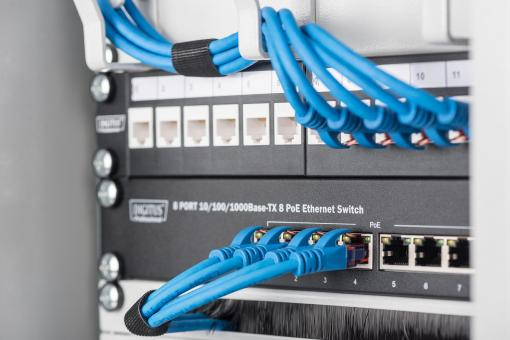 10 11
DIGITUS
DIGITUS 8 PORT 10/100/1000Base-TX 8 PoE Ethernet Switch
PoE
2 3 4 5 6 7